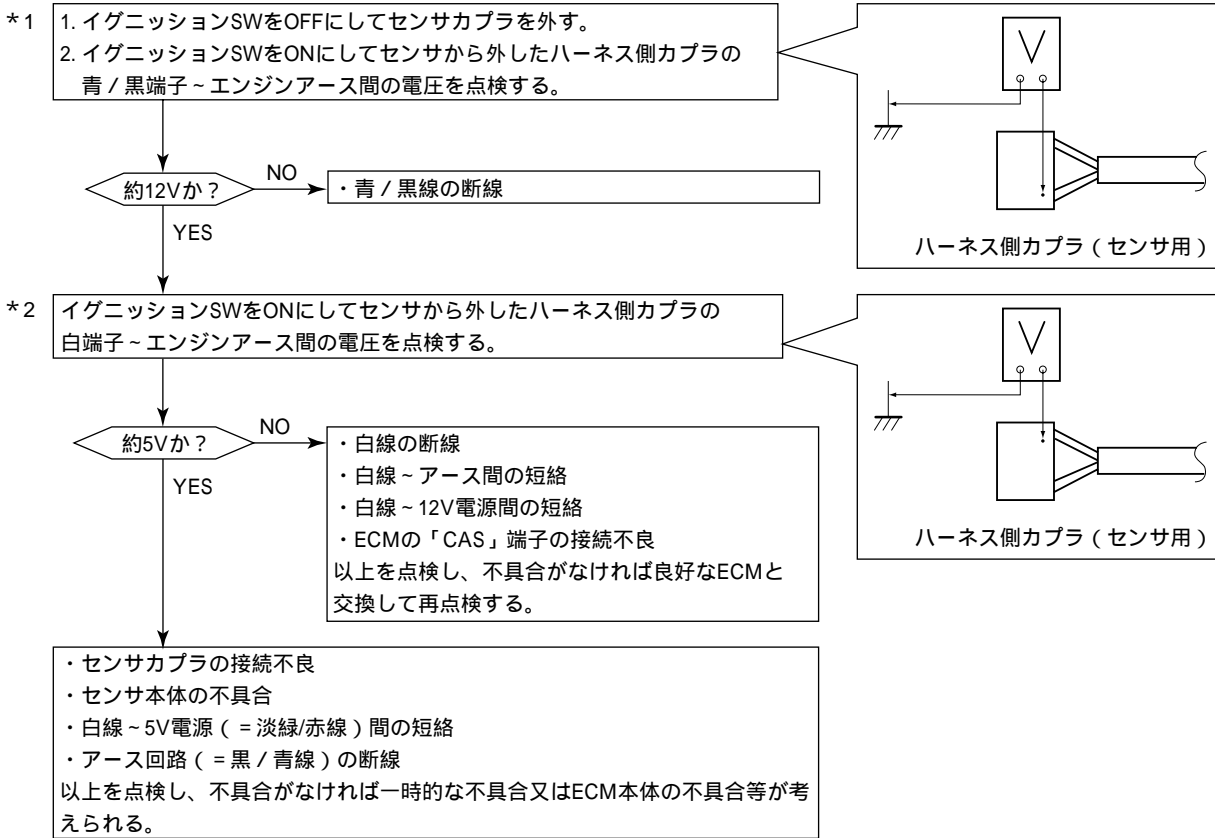 *1
1. イグニッションSWをOFFにしてセンサカプラを外す。
2. イグニッションSWをONにしてセンサから外したハーネス側カプラの
青 / 黒端子 ~ エンジンアース間の電圧を点検する。
V
ハーネス側カプラ ( センサ用 )
約12Vか ?
NO
・青 / 黒線の断線
YES
*2
イグニッションSWをONにしてセンサから外したハーネス側カプラの
白端子 ~ エンジンアース間の電圧を点検する。
V
ハーネス側カプラ ( センサ用 )
約5Vか ?
NO
・白線の断線
・白線 ~ アース間の短絡
・白線 ~ 12V電源間の短絡
・ECMの「CAS」端子の接続不良
以上を点検し、不具合がなければ良好なECMと
交換して再点検する。
YES
・センサカプラの接続不良
・センサ本体の不具合
・白線 ~ 5V電源 ( = 淡緑/赤線 ) 間の短絡
・アース回路 ( = 黒 / 青線 ) の断線
以上を点検し、不具合がなければ一時的な不具合又はECM本体の不具合等が考
えられる。